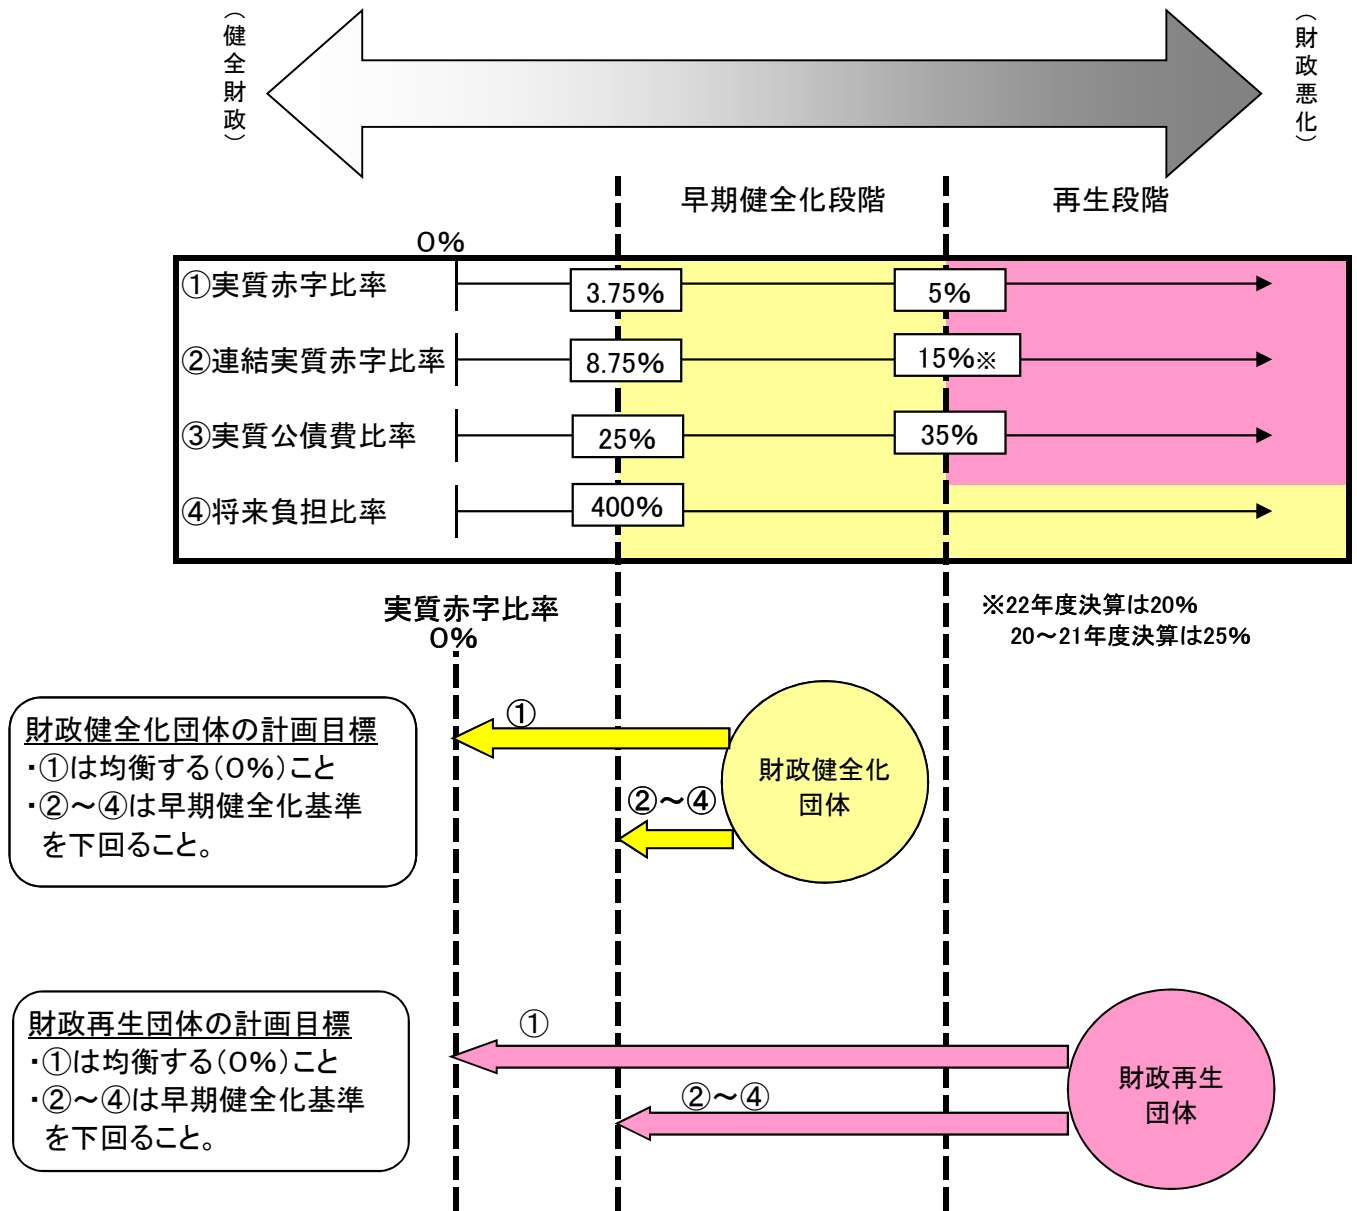 （健全財政）
（財政悪化）
早期健全化段階
再生段階
0%
①実質赤字比率
3.75%
5%
②連結実質赤字比率
8.75%
15%※
③実質公債費比率
25%
35%
④将来負担比率
400%
実質赤字比率
0%
※22年度決算は20%
20～21年度決算は25%
財政健全化団体の計画目標
・①は均衡する（0%）こと
・②～④は早期健全化基準
を下回ること。
①
②～④
財政健全化
団体
財政再生団体の計画目標
・①は均衡する（0%）こと
・②～④は早期健全化基準
を下回ること。
①
②～④
財政再生
団体